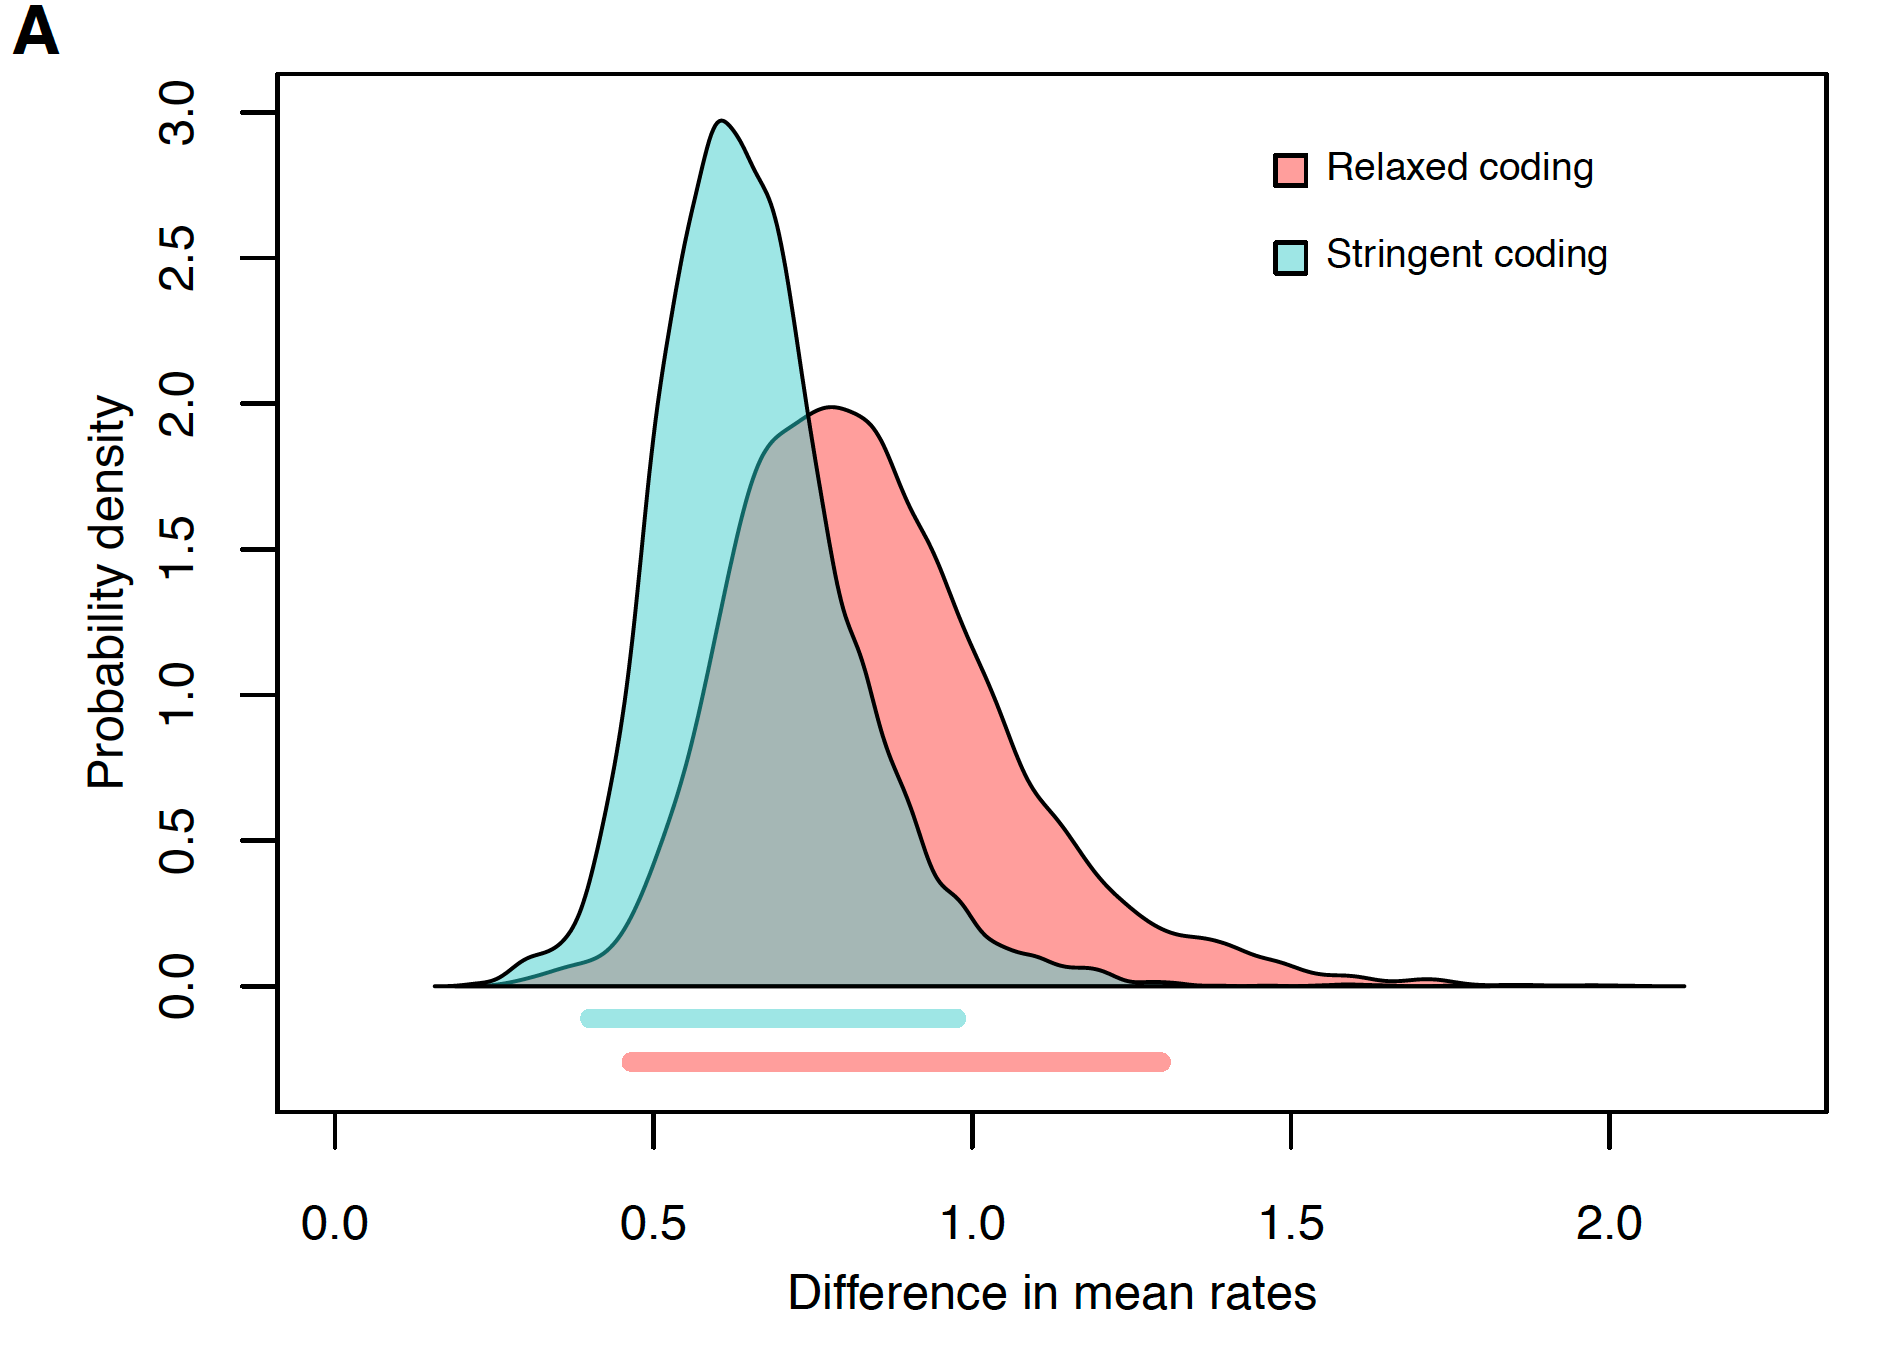 A
3.0
2.5
2.0
1.5
1.0
0.5
0.0
Probability density
Relaxed coding
Stringent coding
0.0 0.5 1.0 1.5 2.0
Difference in mean rates